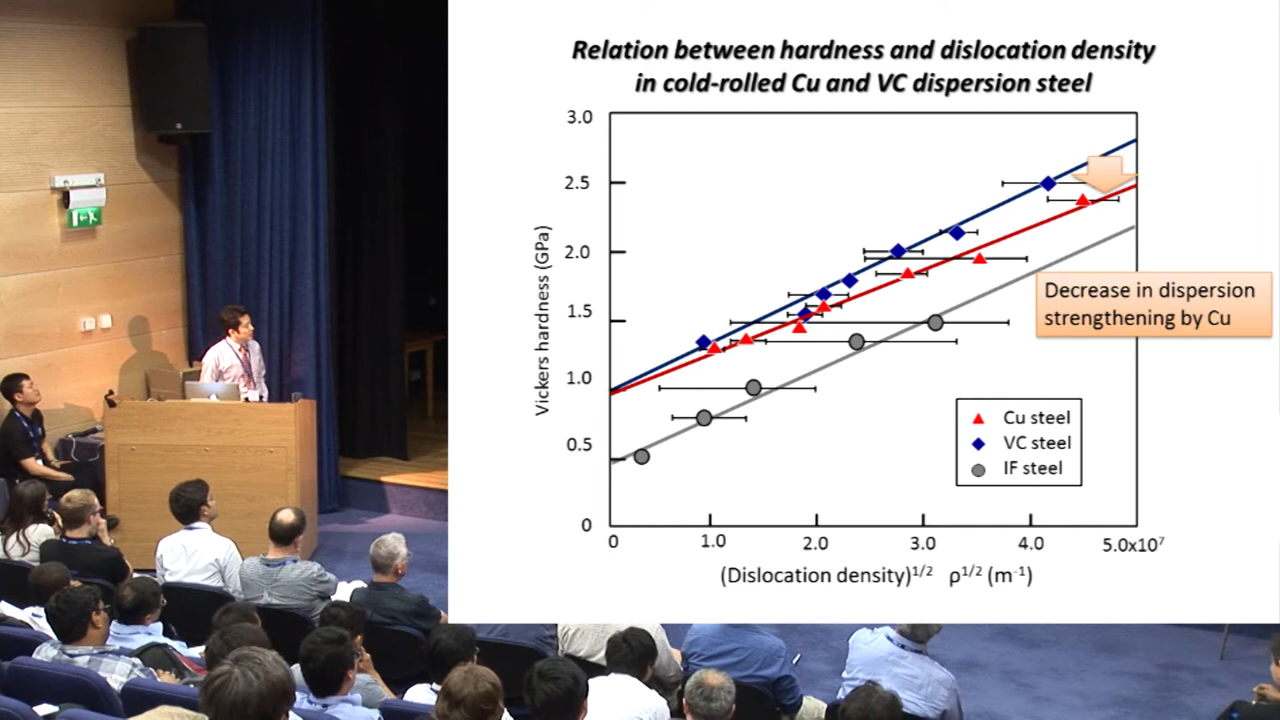 Relation between hardness and dislocation density
in cold-rolled Cu and VC dispersion steel
3.0
2.5
2.0
1.5
1.0
0.5
0
Vickers hardness (GPa)
Decrease in dispersion
strengthening by Cu
Cu steel
VC steel
IF steel
0 1.0 2.0 3.0 4.0 5.0x10⁷
(Dislocation density)¹/² ρ¹/² (m⁻¹)